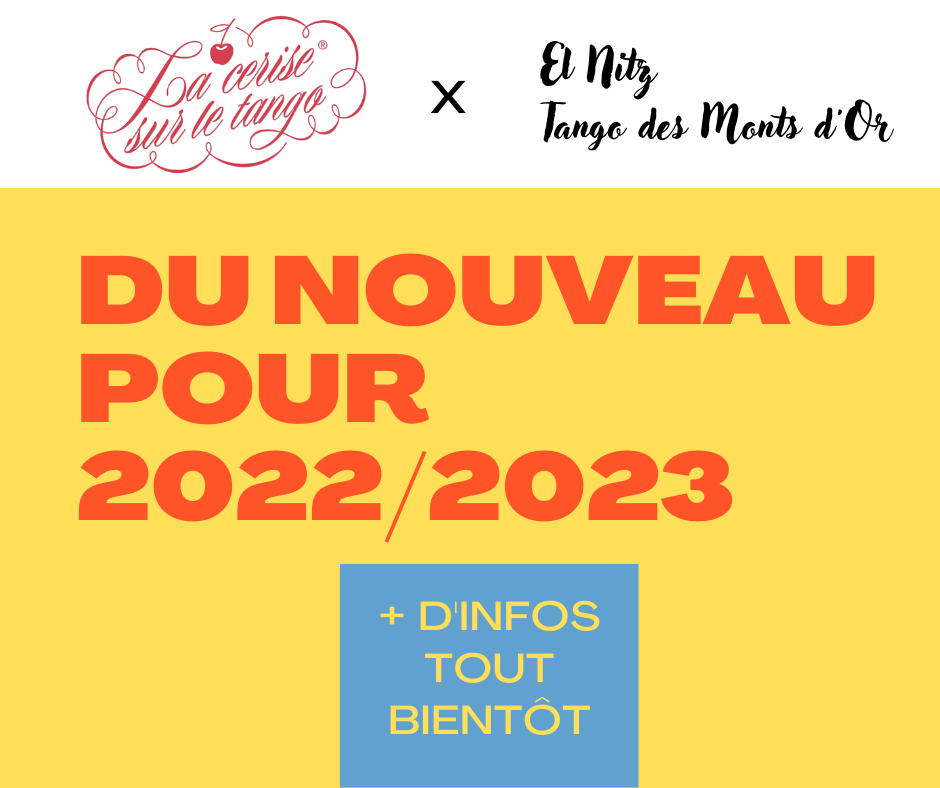 La cerise®
sur le tango
x
El Nitz
Tango des Monts d'Or
DU NOUVEAU
POUR
2022/2023
+ D'INFOS
TOUT
BIENTÔT